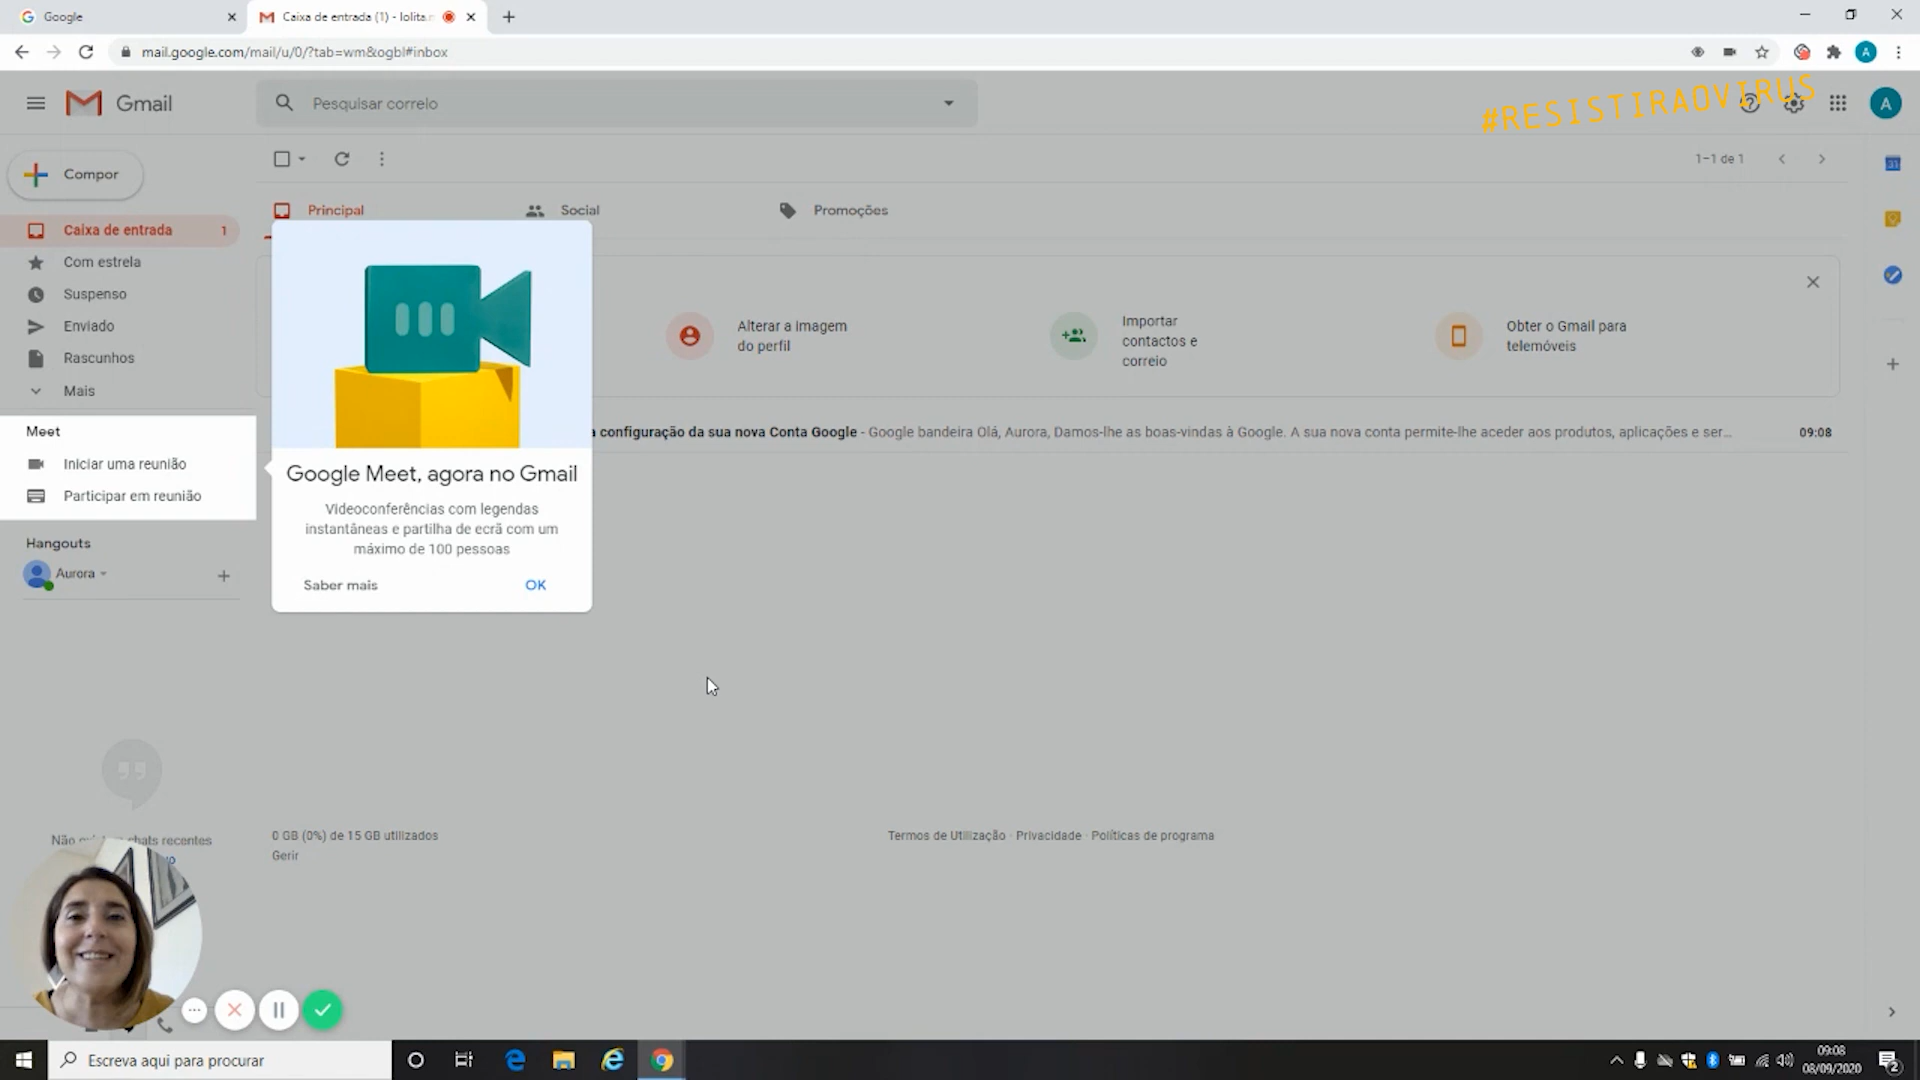 Google
Caixa de entrada (1) - lolita.
mail.google.com/mail/u/0/?tab=wm&ogbl#inbox
Gmail
Pesquisar correio
#RESISTIRAOVIRUS
A
A
Compor
1–1 de 1
Principal
Social
Promoções
Caixa de entrada 1
Com estrela
Suspenso
Enviado
Rascunhos
Mais
Alterar a imagem
do perfil
Importar
contactos e
correio
Obter o Gmail para
telemóveis
a configuração da sua nova Conta Google - Google bandeira Olá, Aurora, Damos-lhe as boas-vindas à Google. A sua nova conta permite-lhe aceder aos produtos, aplicações e ser... 09:08
Meet
Iniciar uma reunião
Participar em reunião
Google Meet, agora no Gmail
Videoconferências com legendas
instantâneas e partilha de ecrã com um
máximo de 100 pessoas
Saber mais
OK
Hangouts
Aurora
31
Não chats recentes
0 GB (0%) de 15 GB utilizados
Gerir
Termos de Utilização · Privacidade · Políticas de programa
Escreva aqui para procurar
09:08
08/09/2020
2